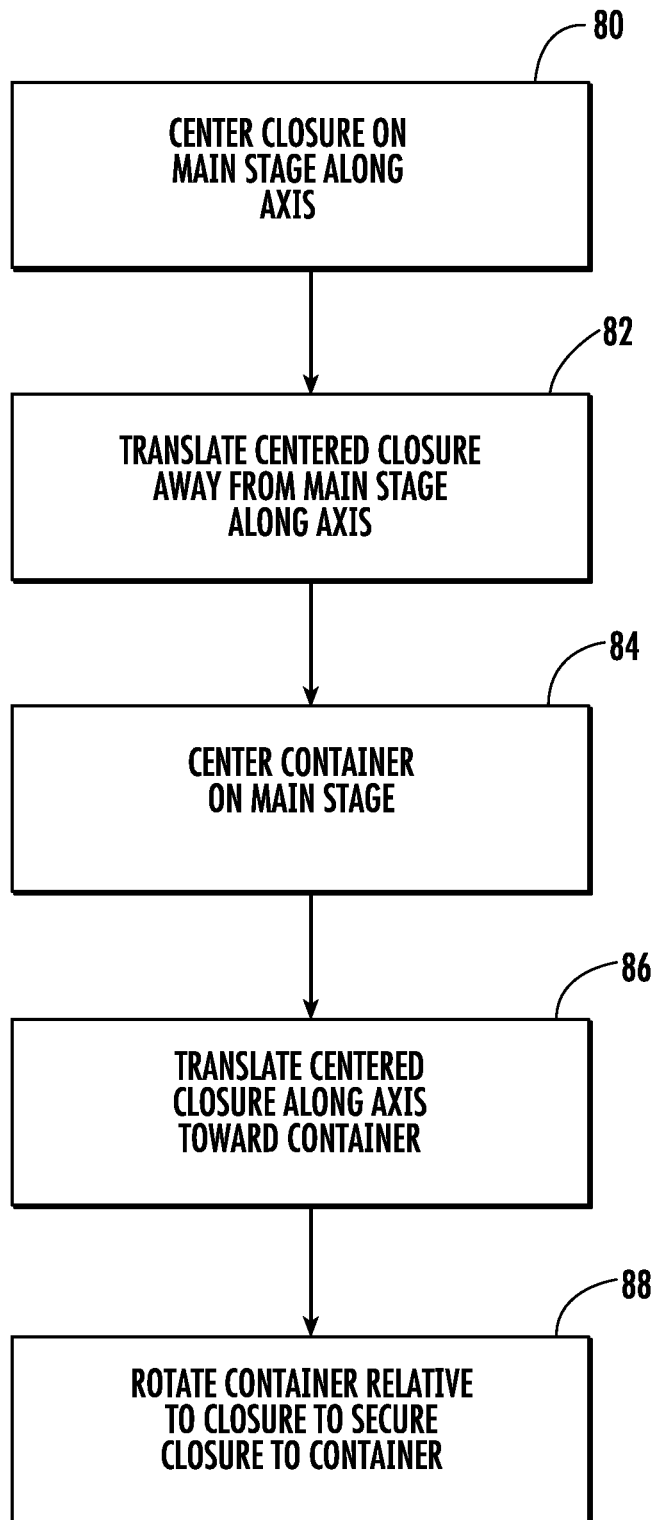 80
CENTER CLOSURE ON
MAIN STAGE ALONG
AXIS
82
TRANSLATE CENTERED CLOSURE
AWAY FROM MAIN STAGE
ALONG AXIS
84
CENTER CONTAINER
ON MAIN STAGE
86
TRANSLATE CENTERED
CLOSURE ALONG AXIS
TOWARD CONTAINER
88
ROTATE CONTAINER RELATIVE
TO CLOSURE TO SECURE
CLOSURE TO CONTAINER